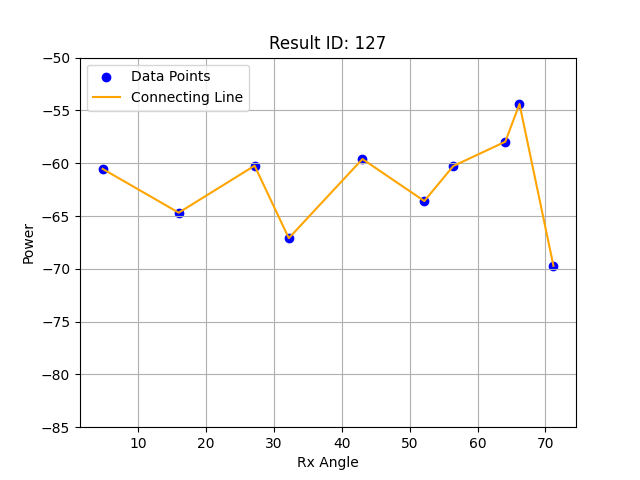 Result ID: 127
Data Points
Connecting Line
Power
−50
−55
−60
−65
−70
−75
−80
−85
10 20 30 40 50 60 70
Rx Angle